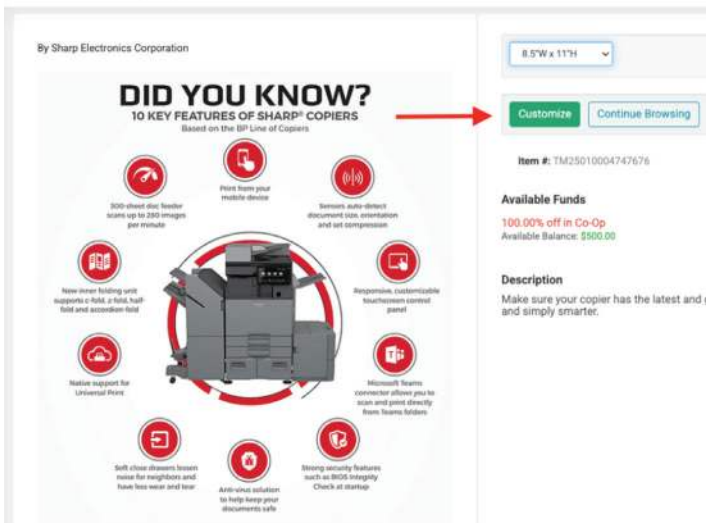 By Sharp Electronics Corporation
DID YOU KNOW?
10 KEY FEATURES OF SHARP® COPIERS
Based on the BP Line of Copiers
300-sheet doc feeder
scans up to 280 images
per minute
Print from your
mobile device
Sensors auto-detect
document size, orientation
and set compression
New inner folding unit
supports c-fold, z-fold, half-
fold and accordion-fold
Responsive, customizable
touchscreen control
panel
Native support for
Universal Print
Microsoft Teams
connector allows you to
scan and print directly
from Teams folders
Soft close drawers lessen
noise for neighbors and
have less wear and tear
Anti-virus solution
to help keep your
documents safe
Strong security features
such as BIOS Integrity
Check at startup
8.5"W x 11"H
Customize
Continue Browsing
Item #: TM25010004747676
Available Funds
100.00% off in Co-Op
Available Balance: $500.00
Description
Make sure your copier has the latest and
and simply smarter.